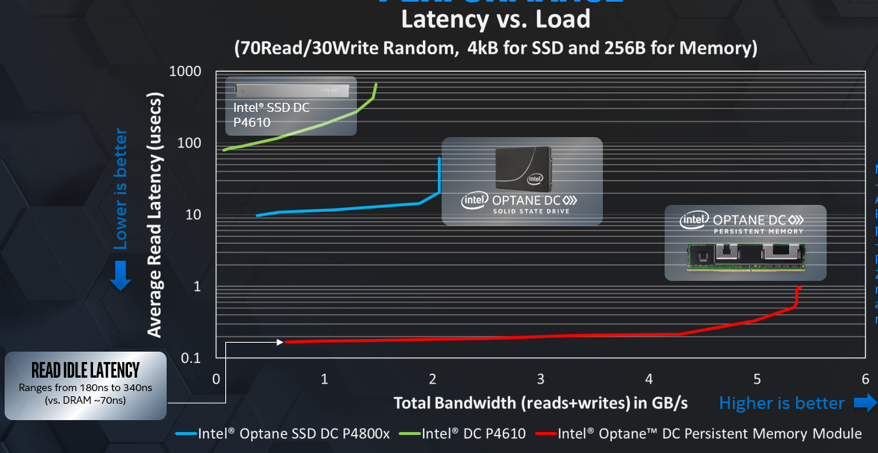 PERFORMANCE
Latency vs. Load
(70Read/30Write Random, 4kB for SSD and 256B for Memory)
Average Read Latency (usecs)
Lower is better
1000
100
10
1
0.1
Intel® SSD DC
P4610
intel
intel OPTANE DC
SOLID STATE DRIVE
intel OPTANE DC
PERSISTENT MEMORY
READ IDLE LATENCY
Ranges from 180ns to 340ns
(vs. DRAM ~70ns)
0 1 2 3 4 5 6
Total Bandwidth (reads+writes) in GB/s
Higher is better
Intel® Optane SSD DC P4800x
Intel® DC P4610
Intel® Optane™ DC Persistent Memory Module